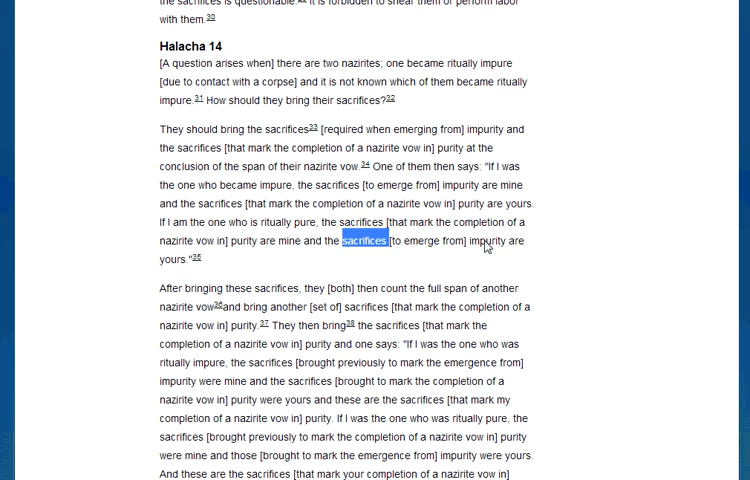 the sacrifices is questionable. It is forbidden to shear them or perform labor
with them.30
Halacha 14
[A question arises when] there are two nazirites; one became ritually impure
[due to contact with a corpse] and it is not known which of them became ritually
impure.31 How should they bring their sacrifices?32
They should bring the sacrifices33 [required when emerging from] impurity and
the sacrifices [that mark the completion of a nazirite vow in] purity at the
conclusion of the span of their nazirite vow.34 One of them then says: "If I was
the one who became impure, the sacrifices [to emerge from] impurity are mine
and the sacrifices [that mark the completion of a nazirite vow in] purity are yours.
If I am the one who is ritually pure, the sacrifices [that mark the completion of a
nazirite vow in] purity are mine and the sacrifices [to emerge from] impurity are
yours."35
After bringing these sacrifices, they [both] then count the full span of another
nazirite vow36and bring another [set of] sacrifices [that mark the completion of a
nazirite vow in] purity.37 They then bring38 the sacrifices [that mark the
completion of a nazirite vow in] purity and one says: "If I was the one who was
ritually impure, the sacrifices [brought previously to mark the emergence from]
impurity were mine and the sacrifices [brought to mark the completion of a
nazirite vow in] purity were yours and these are the sacrifices [that mark my
completion of a nazirite vow in] purity. If I was the one who was ritually pure, the
sacrifices [brought previously to mark the completion of a nazirite vow in] purity
were mine and those [brought to mark the emergence from] impurity were yours.
And these are the sacrifices [that mark your completion of a nazirite vow in]